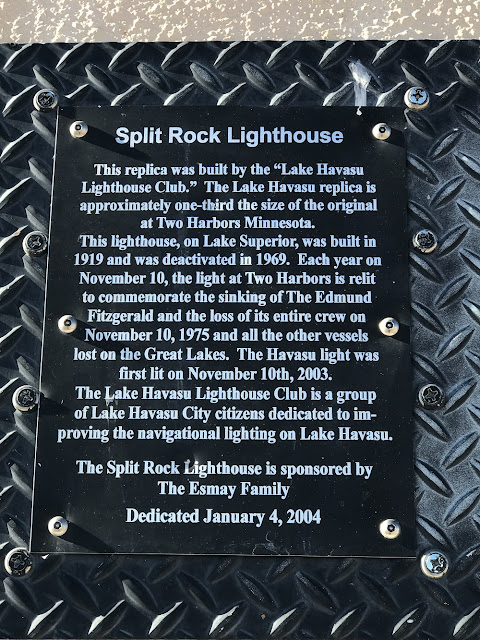 Split Rock Lighthouse
This replica was built by the “Lake Havasu
Lighthouse Club.” The Lake Havasu replica is
approximately one-third the size of the original
at Two Harbors Minnesota.
This lighthouse, on Lake Superior, was built in
1919 and was deactivated in 1969. Each year on
November 10, the light at Two Harbors is relit
to commemorate the sinking of The Edmund
Fitzgerald and the loss of its entire crew on
November 10, 1975 and all the other vessels
lost on the Great Lakes. The Havasu light was
first lit on November 10th, 2003.
The Lake Havasu Lighthouse Club is a group
of Lake Havasu City citizens dedicated to im-
proving the navigational lighting on Lake Havasu.
The Split Rock Lighthouse is sponsored by
The Esmay Family
Dedicated January 4, 2004